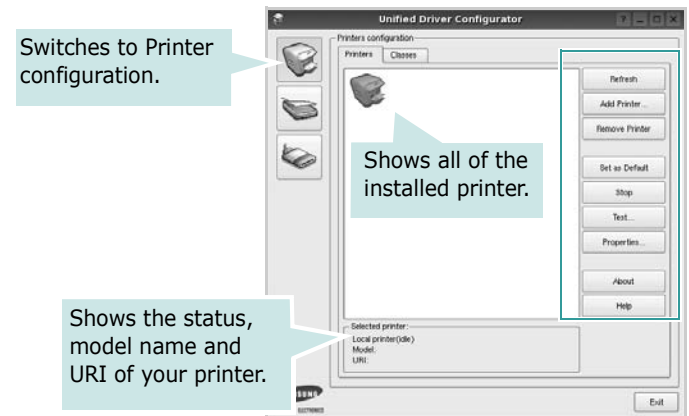 Unified Driver Configurator
Switches to Printer
configuration.
Printers configuration
Printers
Classes
Refresh
Add Printer...
Remove Printer
Set as Default
Stop
Test...
Properties...
About
Help
Shows all of the
installed printer.
Shows the status,
model name and
URI of your printer.
Selected printer:
Local printer(idle)
Model:
URI:
Exit